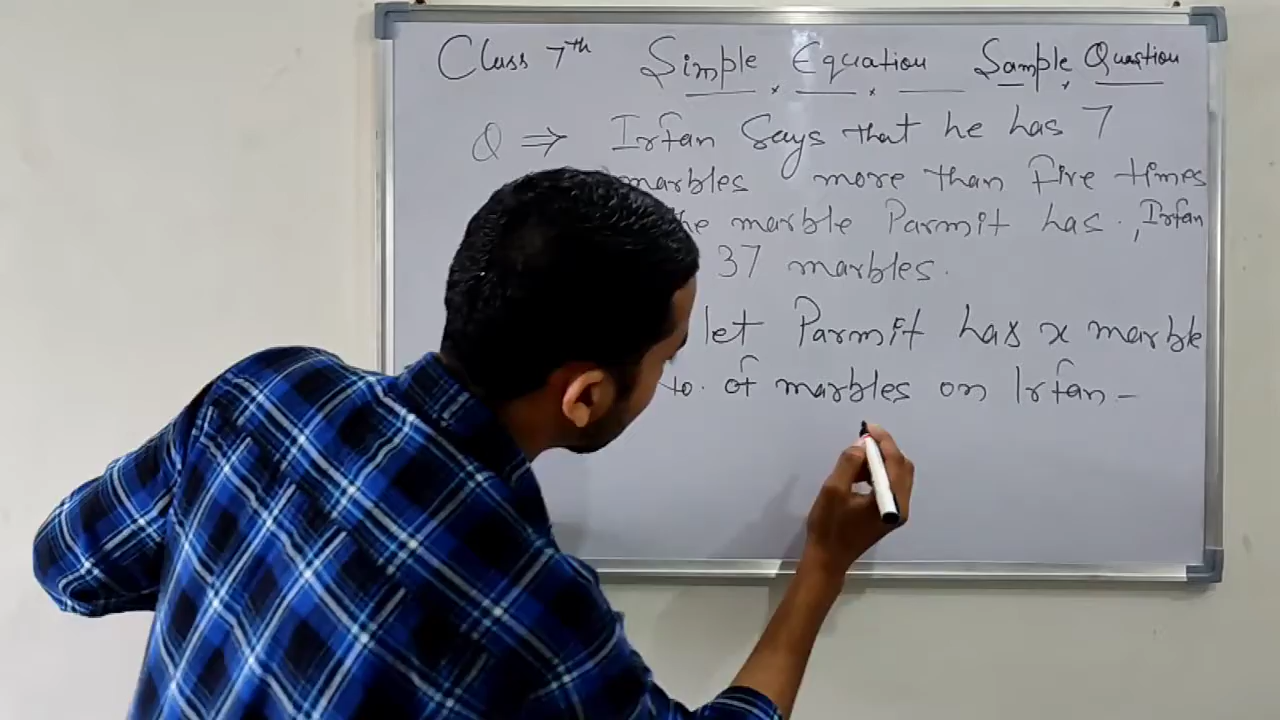 Class 7th Simple Equation Sample Question
Q ⇒ Irfan Says that he has 7
marbles more than five times
marble Parmit has. , Irfan
37 marbles.
let Parmit has x marble
of marbles on Irfan -